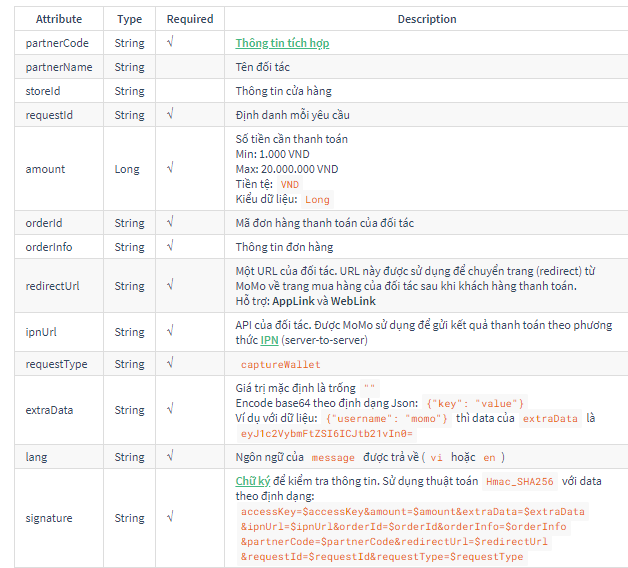 Attribute Type Required Description
partnerCode String √ Thông tin tích hợp
partnerName String Tên đối tác
storeId String Thông tin cửa hàng
requestId String √ Định danh mỗi yêu cầu
amount Long √ Số tiền cần thanh toán
Min: 1.000 VND
Max: 20.000.000 VND
Tiền tệ: VND
Kiểu dữ liệu: Long
orderId String √ Mã đơn hàng thanh toán của đối tác
orderInfo String √ Thông tin đơn hàng
redirectUrl String √ Một URL của đối tác. URL này được sử dụng để chuyển trang (redirect) từ
MoMo về trang mua hàng của đối tác sau khi khách hàng thanh toán.
Hỗ trợ: AppLink và WebLink
ipnUrl String √ API của đối tác. Được MoMo sử dụng để gửi kết quả thanh toán theo phương
thức IPN (server-to-server)
requestType String √ captureWallet
extraData String √ Giá trị mặc định là trống ""
Encode base64 theo định dạng Json: {"key": "value"}
Ví dụ với dữ liệu: {"username": "momo"} thì data của extraData là
eyJ1c2VybmFtZSI6ICJtb21vIn0=
lang String √ Ngôn ngữ của message được trả về ( vi hoặc en )
signature String √ Chữ ký để kiểm tra thông tin. Sử dụng thuật toán Hmac_SHA256 với data
theo định dạng:
accessKey=$accessKey&amount=$amount&extraData=$extraData
&ipnUrl=$ipnUrl&orderId=$orderId&orderInfo=$orderInfo
&partnerCode=$partnerCode&redirectUrl=$redirectUrl
&requestId=$requestId&requestType=$requestType